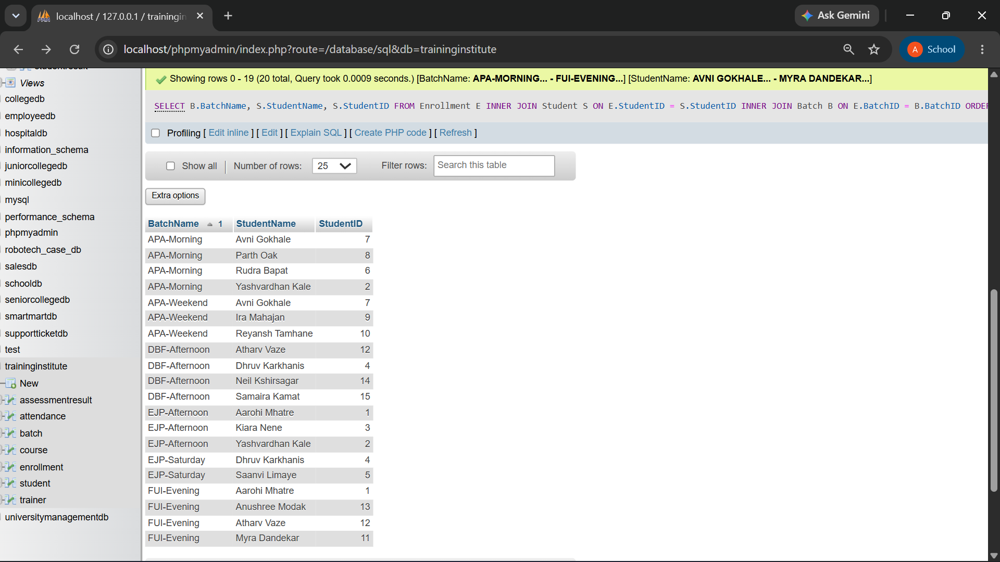 localhost / 127.0.0.1 / trainingin
Ask Gemini
localhost/phpmyadmin/index.php?route=/database/sql&db=traininginstitute
A School
Views
collegedb
employeedb
hospitaldb
information_schema
juniorcollegedb
minicollegedb
mysql
performance_schema
phpmyadmin
robotech_case_db
salesdb
schooldb
seniorcollegedb
smartmartdb
supportticketdb
test
traininginstitute
New
assessmentresult
attendance
batch
course
enrollment
student
trainer
universitymanagementdb
Showing rows 0 - 19 (20 total, Query took 0.0009 seconds.) [BatchName: APA-MORNING... - FUI-EVENING...] [StudentName: AVNI GOKHALE... - MYRA DANDEKAR...]
SELECT B.BatchName, S.StudentName, S.StudentID FROM Enrollment E INNER JOIN Student S ON E.StudentID = S.StudentID INNER JOIN Batch B ON E.BatchID = B.BatchID ORDER
Profiling [ Edit inline ] [ Edit ] [ Explain SQL ] [ Create PHP code ] [ Refresh ]
Show all Number of rows: 25 Filter rows: Search this table
Extra options
BatchName 1 StudentName StudentID
APA-Morning Avni Gokhale 7
APA-Morning Parth Oak 8
APA-Morning Rudra Bapat 6
APA-Morning Yashvardhan Kale 2
APA-Weekend Avni Gokhale 7
APA-Weekend Ira Mahajan 9
APA-Weekend Reyansh Tamhane 10
DBF-Afternoon Atharv Vaze 12
DBF-Afternoon Dhruv Karkhanis 4
DBF-Afternoon Neil Kshirsagar 14
DBF-Afternoon Samaira Kamat 15
EJP-Afternoon Aarohi Mhatre 1
EJP-Afternoon Kiara Nene 3
EJP-Afternoon Yashvardhan Kale 2
EJP-Saturday Dhruv Karkhanis 4
EJP-Saturday Saanvi Limaye 5
FUI-Evening Aarohi Mhatre 1
FUI-Evening Anushree Modak 13
FUI-Evening Atharv Vaze 12
FUI-Evening Myra Dandekar 11